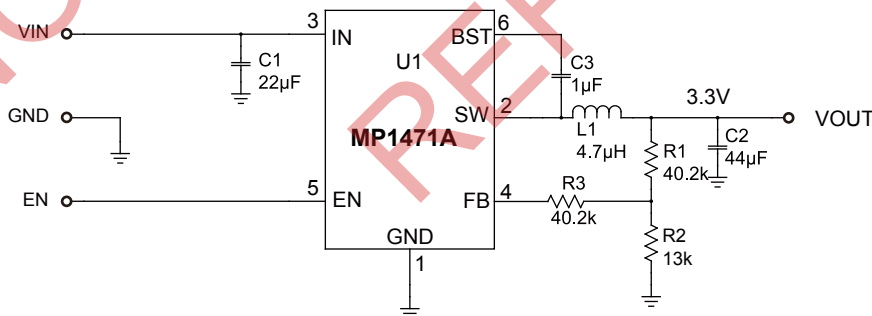 VIN
3
IN
C1
22µF
GND
EN
5
EN
U1
MP1471A
BST
6
C3
1µF
SW
2
L1
4.7µH
3.3V
VOUT
C2
44µF
R1
40.2k
FB
4
R3
40.2k
R2
13k
GND
1